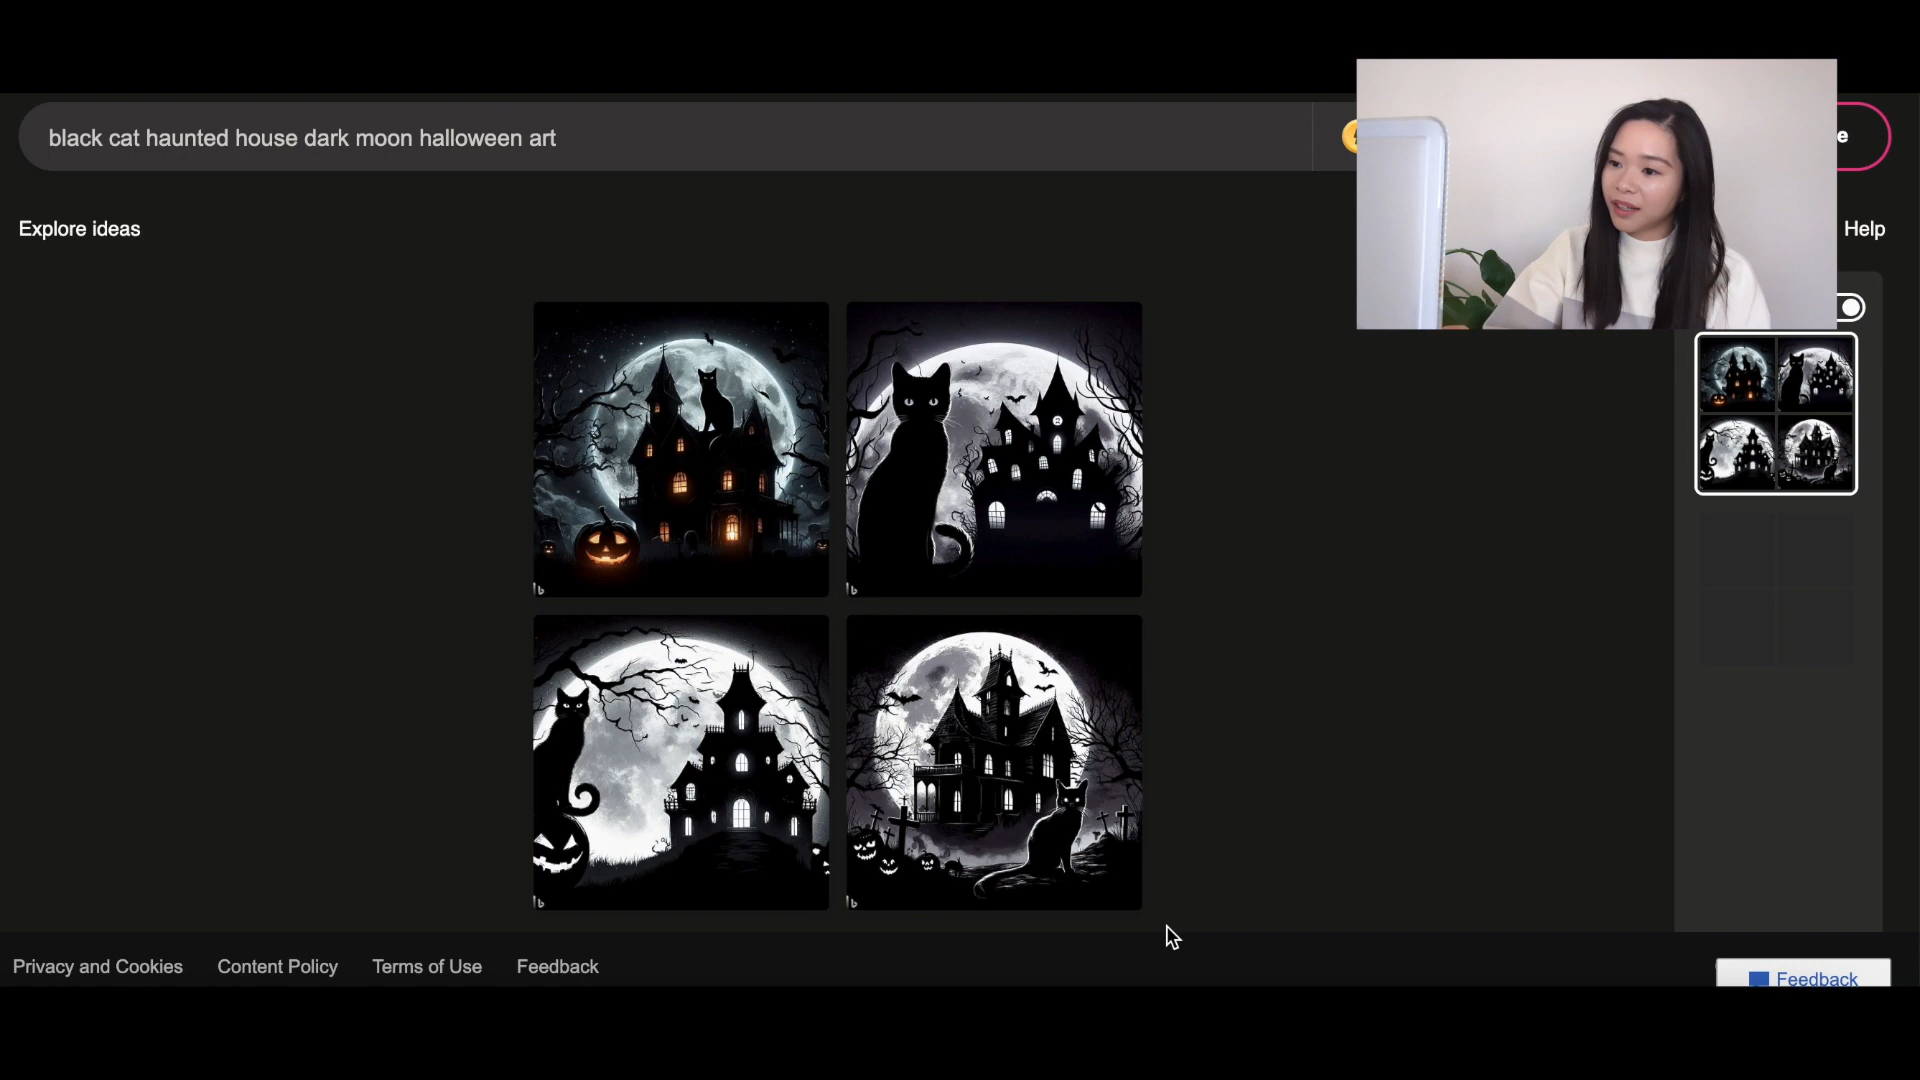 black cat haunted house dark moon halloween art
e
Explore ideas
Help
Privacy and Cookies
Content Policy
Terms of Use
Feedback
Feedback